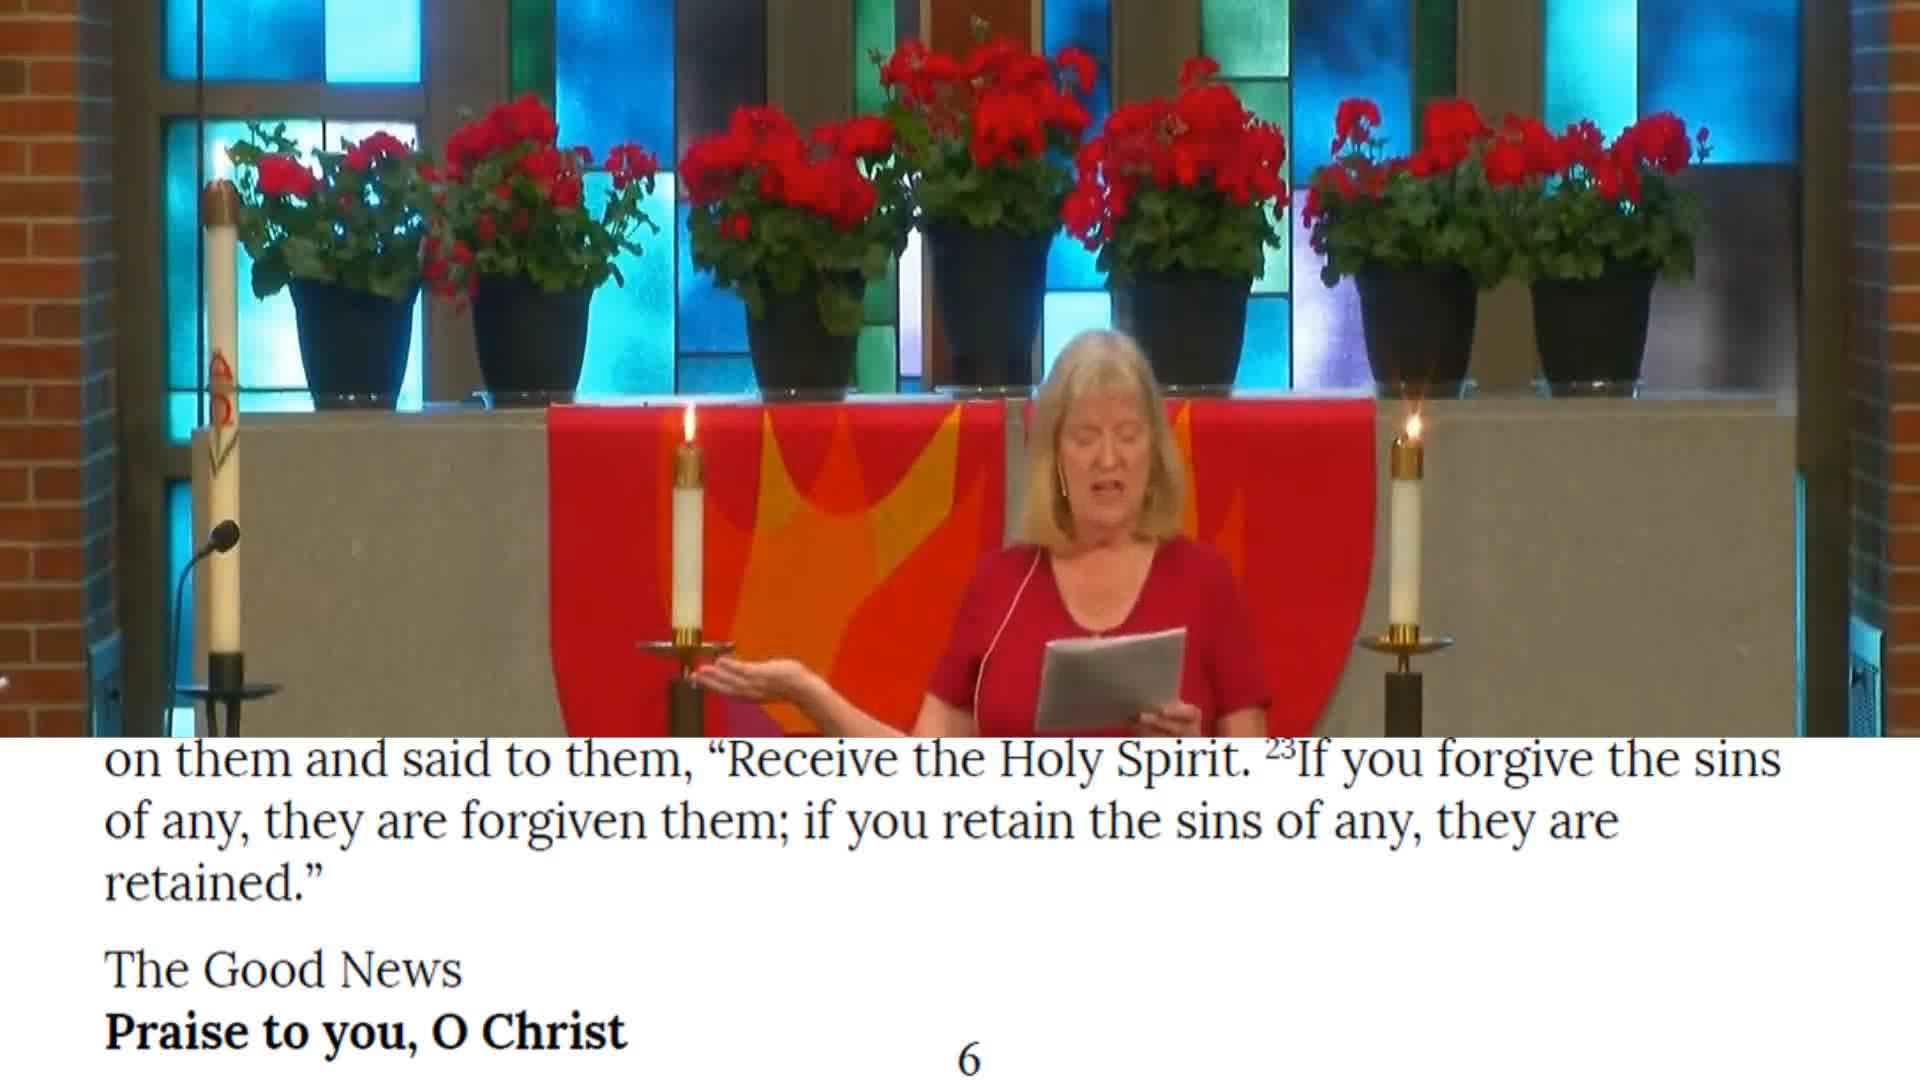 on them and said to them, “Receive the Holy Spirit. ²³If you forgive the sins
of any, they are forgiven them; if you retain the sins of any, they are
retained.”
The Good News
Praise to you, O Christ
6